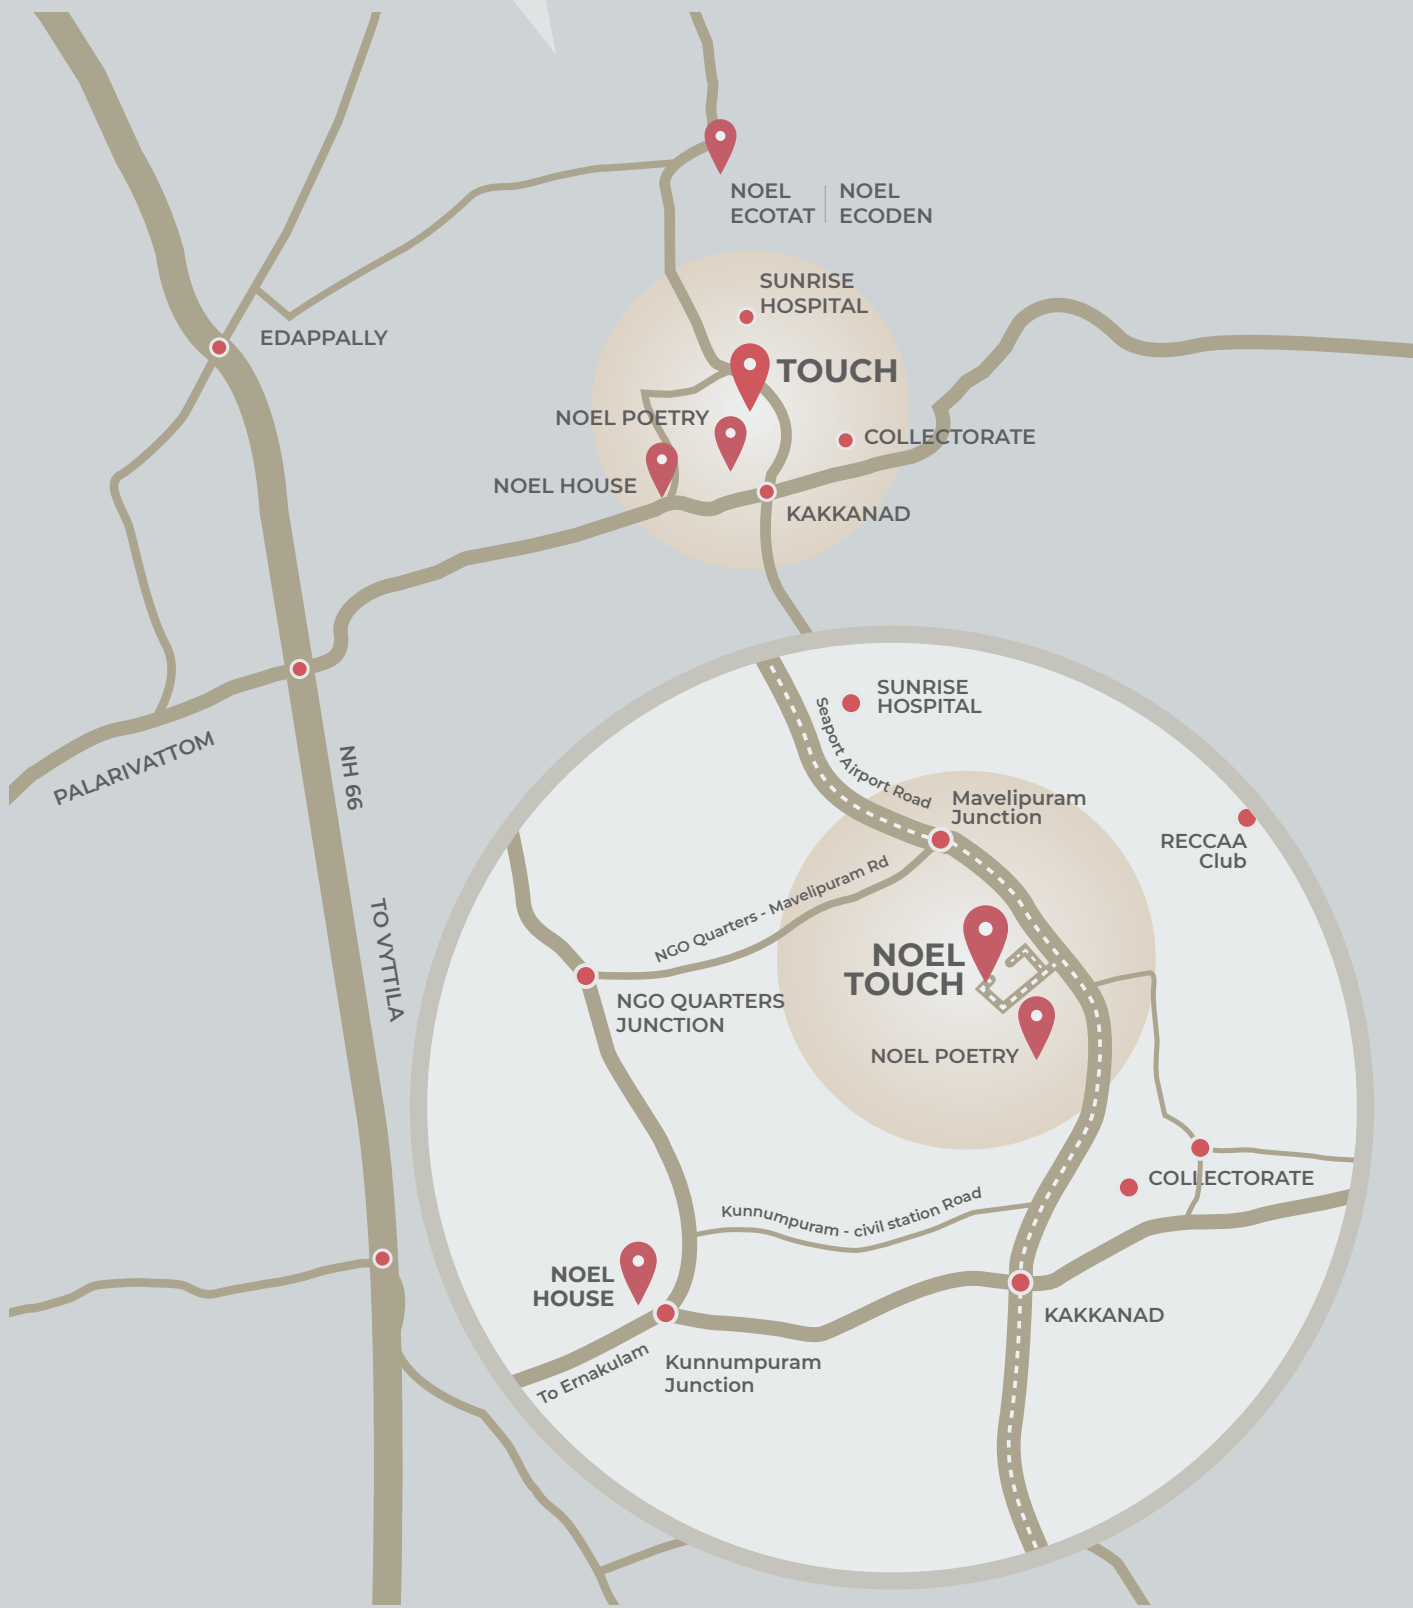 NOEL
ECOTAT
NOEL
ECODEN
SUNRISE
HOSPITAL
EDAPPALLY
TOUCH
NOEL POETRY
COLLECTORATE
NOEL HOUSE
KAKKANAD
PALARIVATTOM
NH 66
TO VYTTILA
SUNRISE
HOSPITAL
Seaport Airport Road
Mavelipuram
Junction
RECCAA
Club
NGO Quarters - Mavelipuram Rd
NOEL
TOUCH
NGO QUARTERS
JUNCTION
NOEL POETRY
COLLECTORATE
Kunnumpuram - civil station Road
NOEL
HOUSE
KAKKANAD
To Ernakulam
Kunnumpuram
Junction